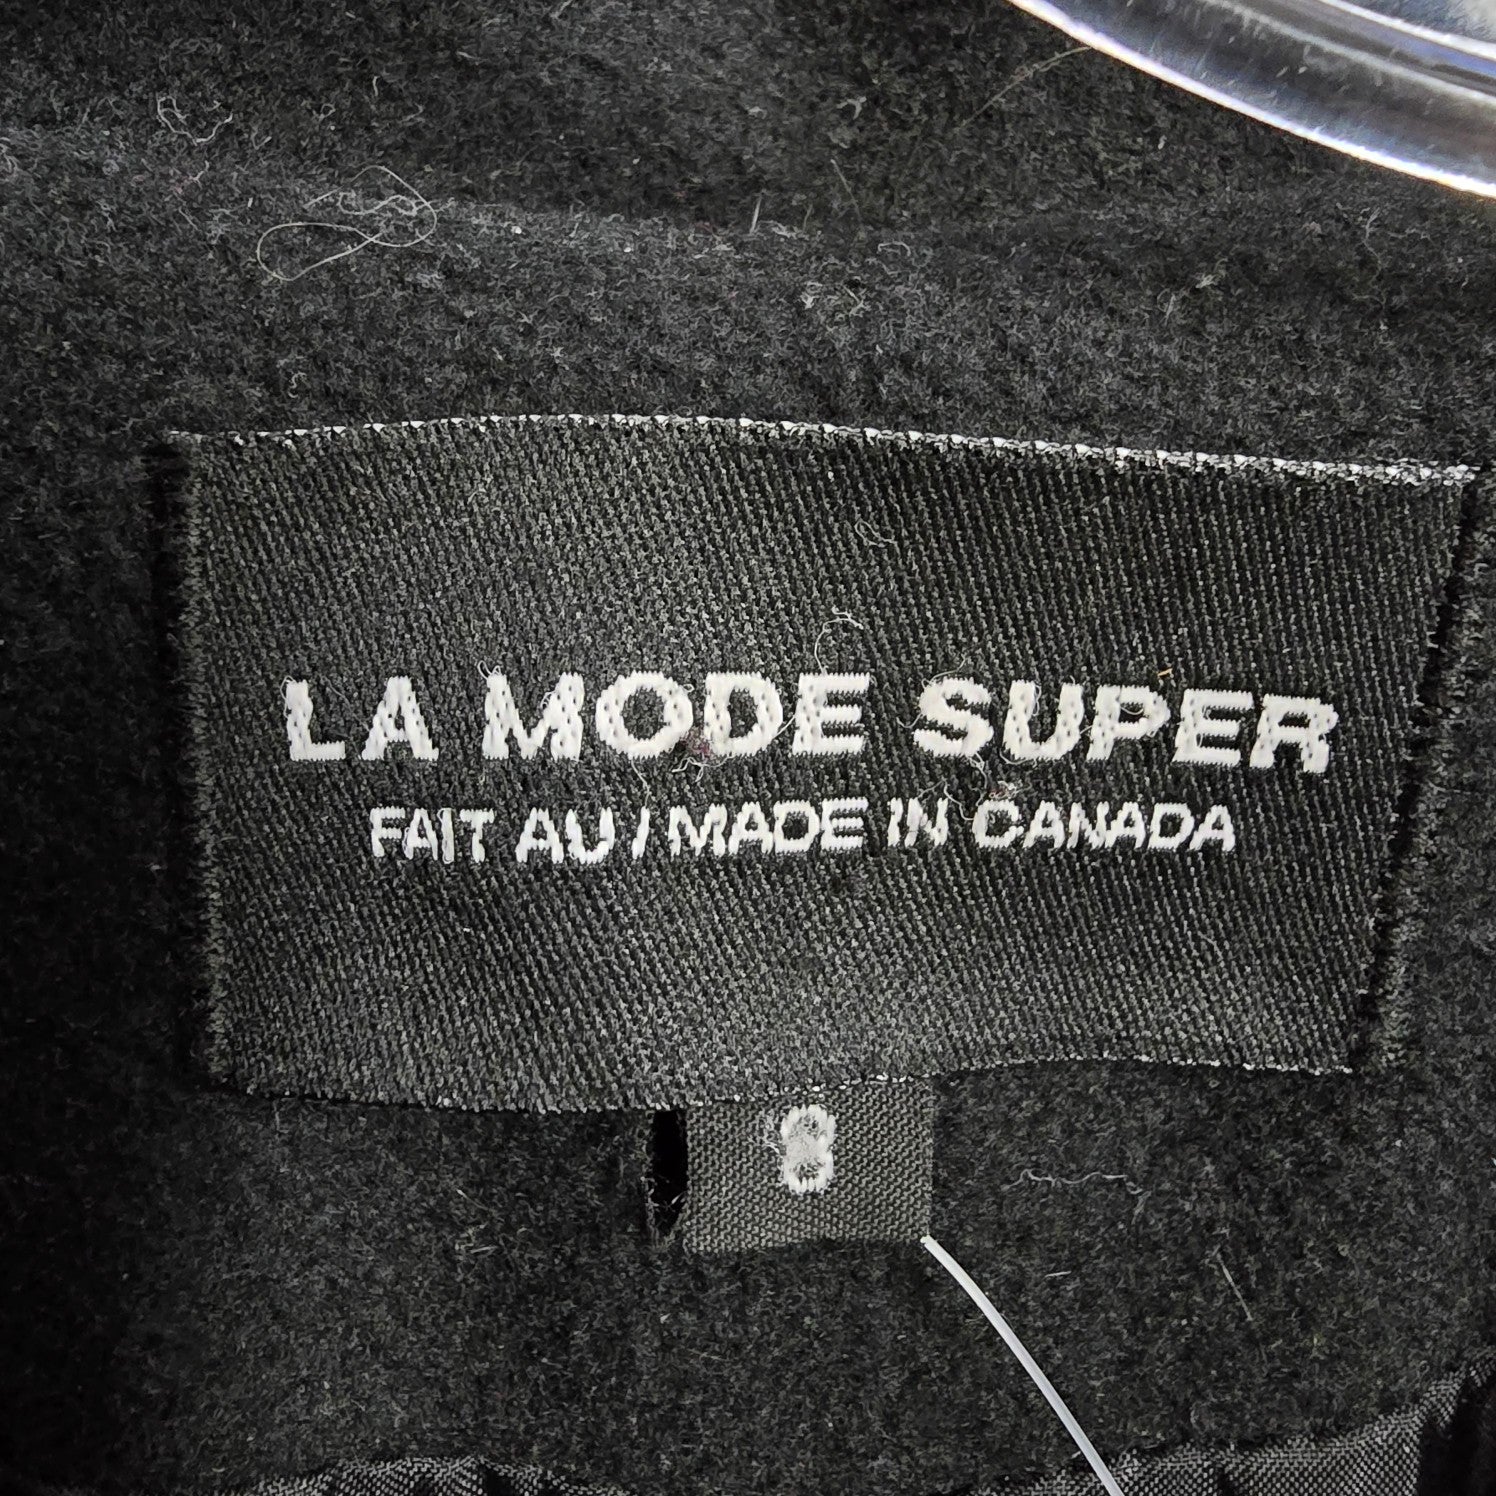 LA MODE SUPER
FAIT AU / MADE IN CANADA
8